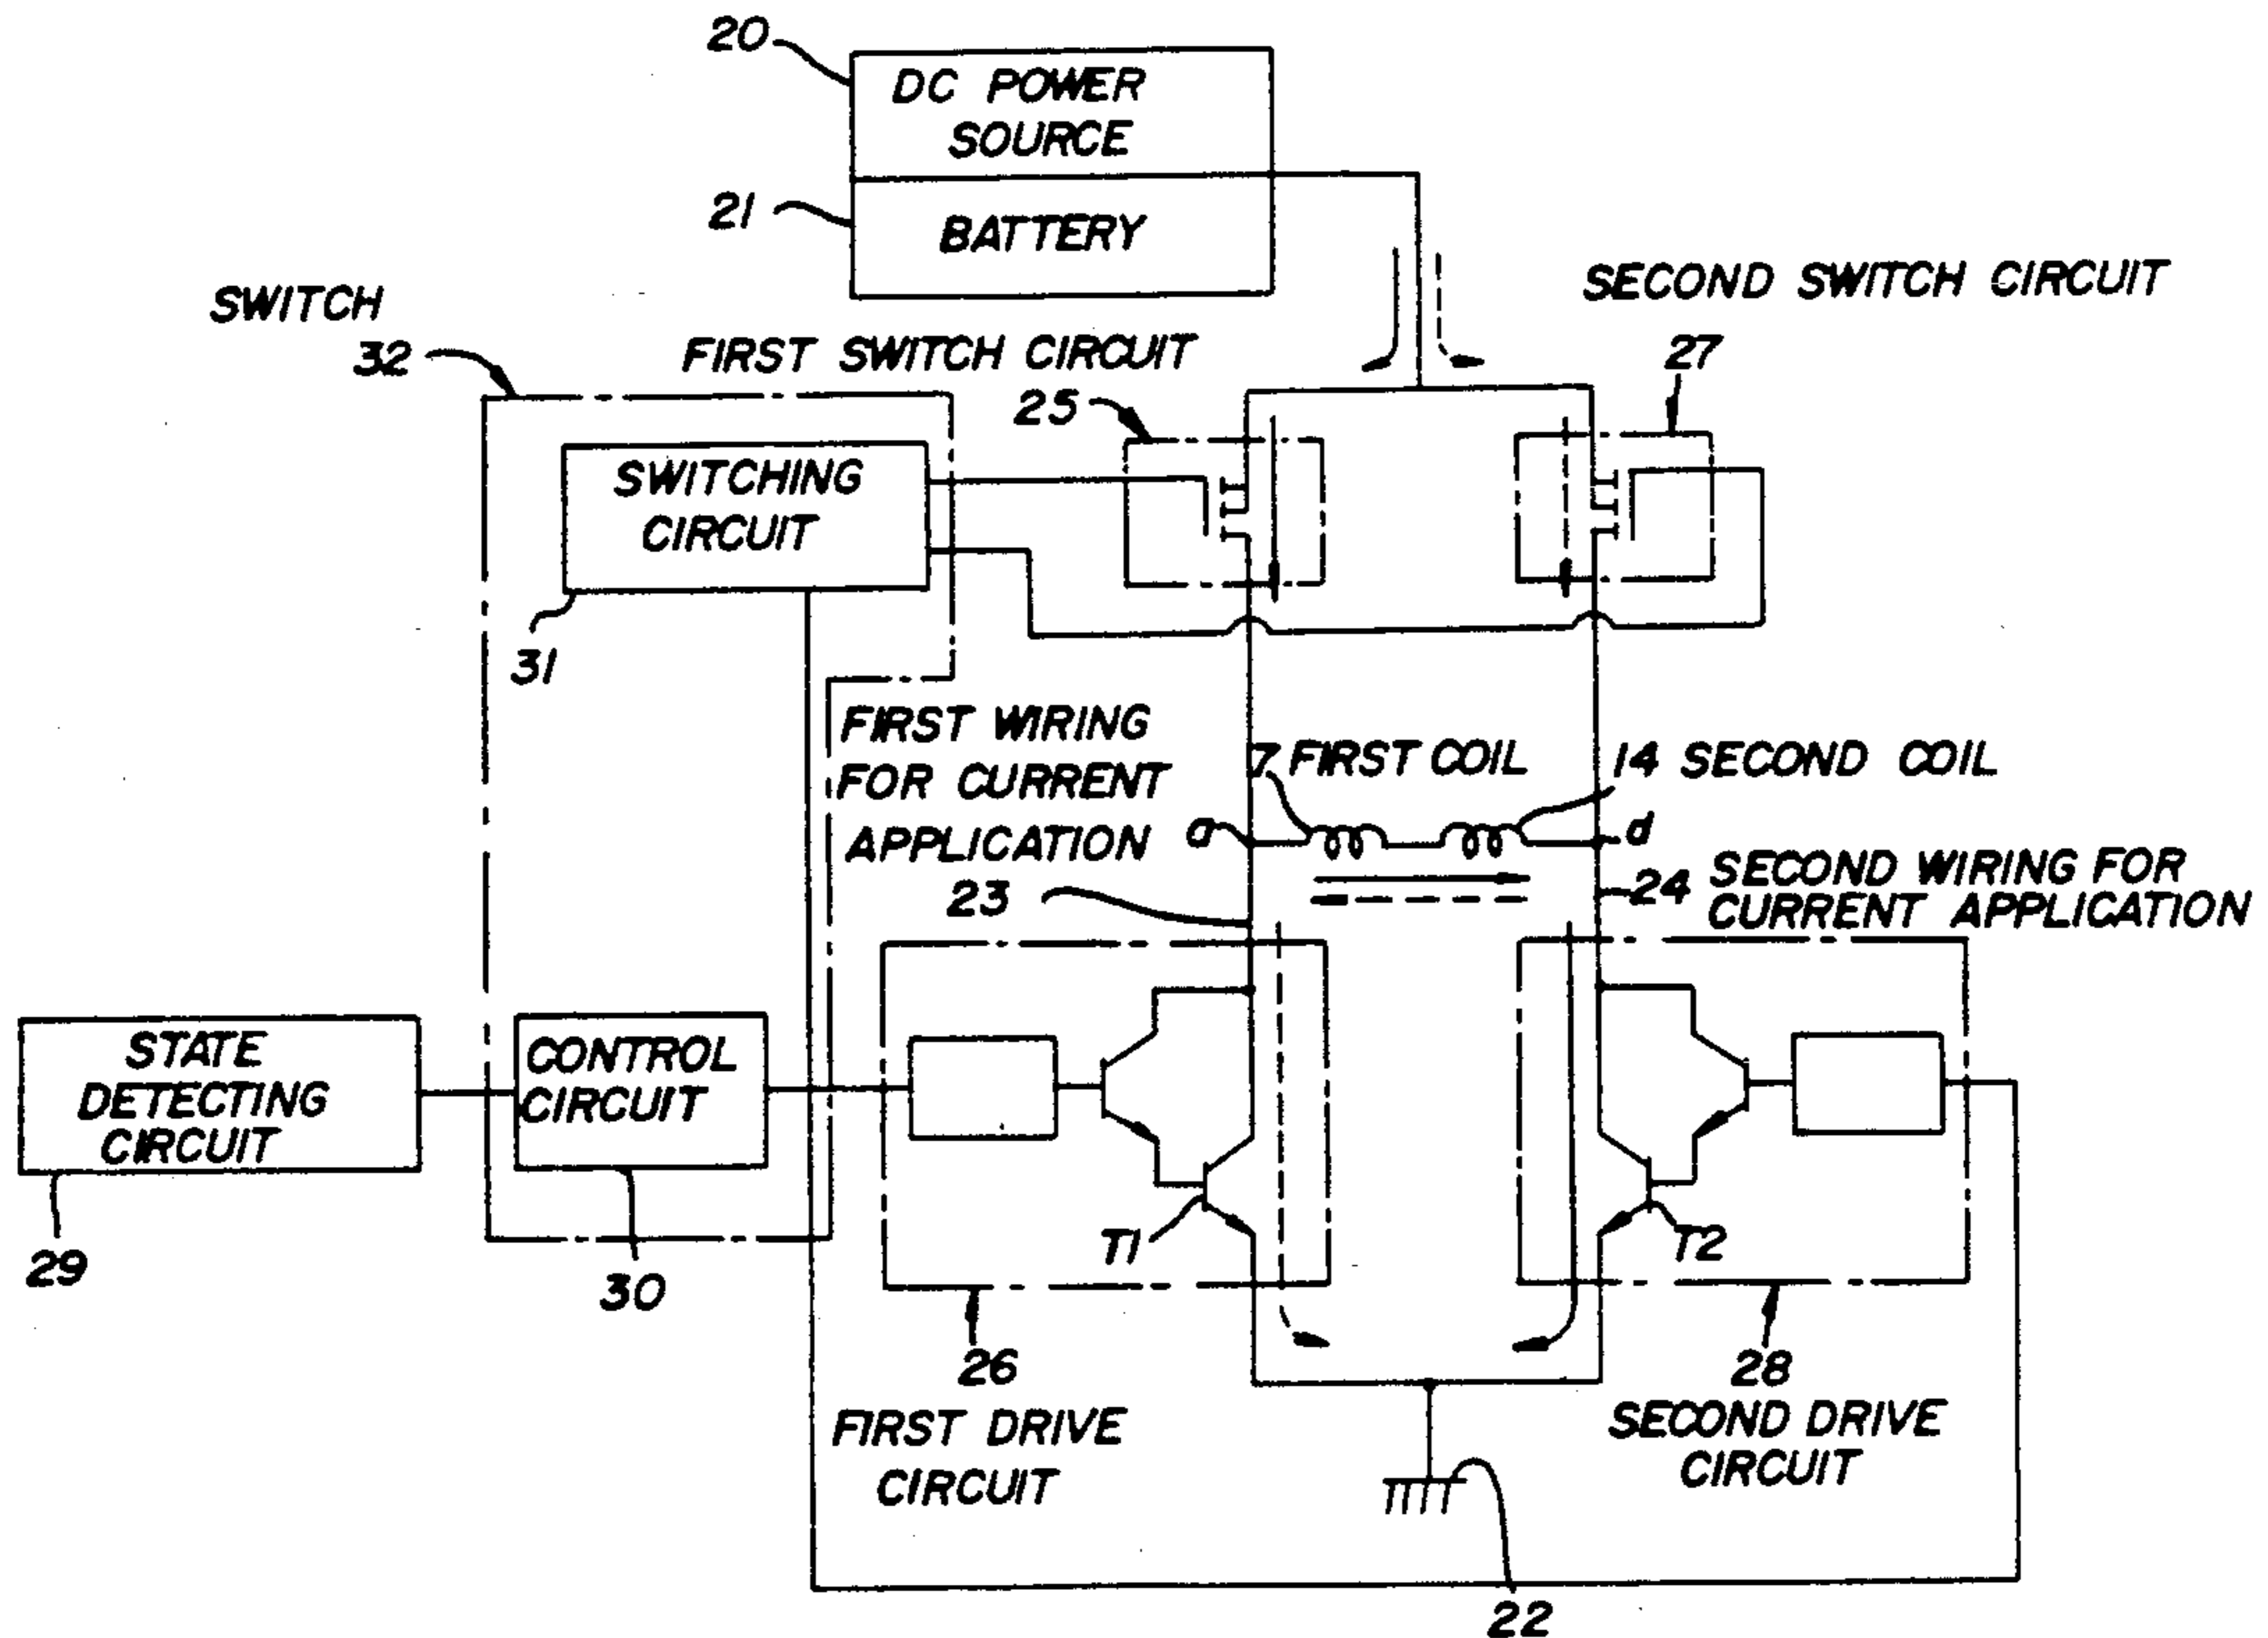 20
DC POWER
SOURCE
21
BATTERY
SWITCH
32
FIRST SWITCH CIRCUIT
25
SECOND SWITCH CIRCUIT
27
SWITCHING
CIRCUIT
31
FIRST WIRING
FOR CURRENT
APPLICATION
23
7 FIRST COIL
14 SECOND COIL
a
d
24 SECOND WIRING FOR
CURRENT APPLICATION
STATE
DETECTING
CIRCUIT
29
CONTROL
CIRCUIT
30
T1
T2
26
FIRST DRIVE
CIRCUIT
28
SECOND DRIVE
CIRCUIT
22